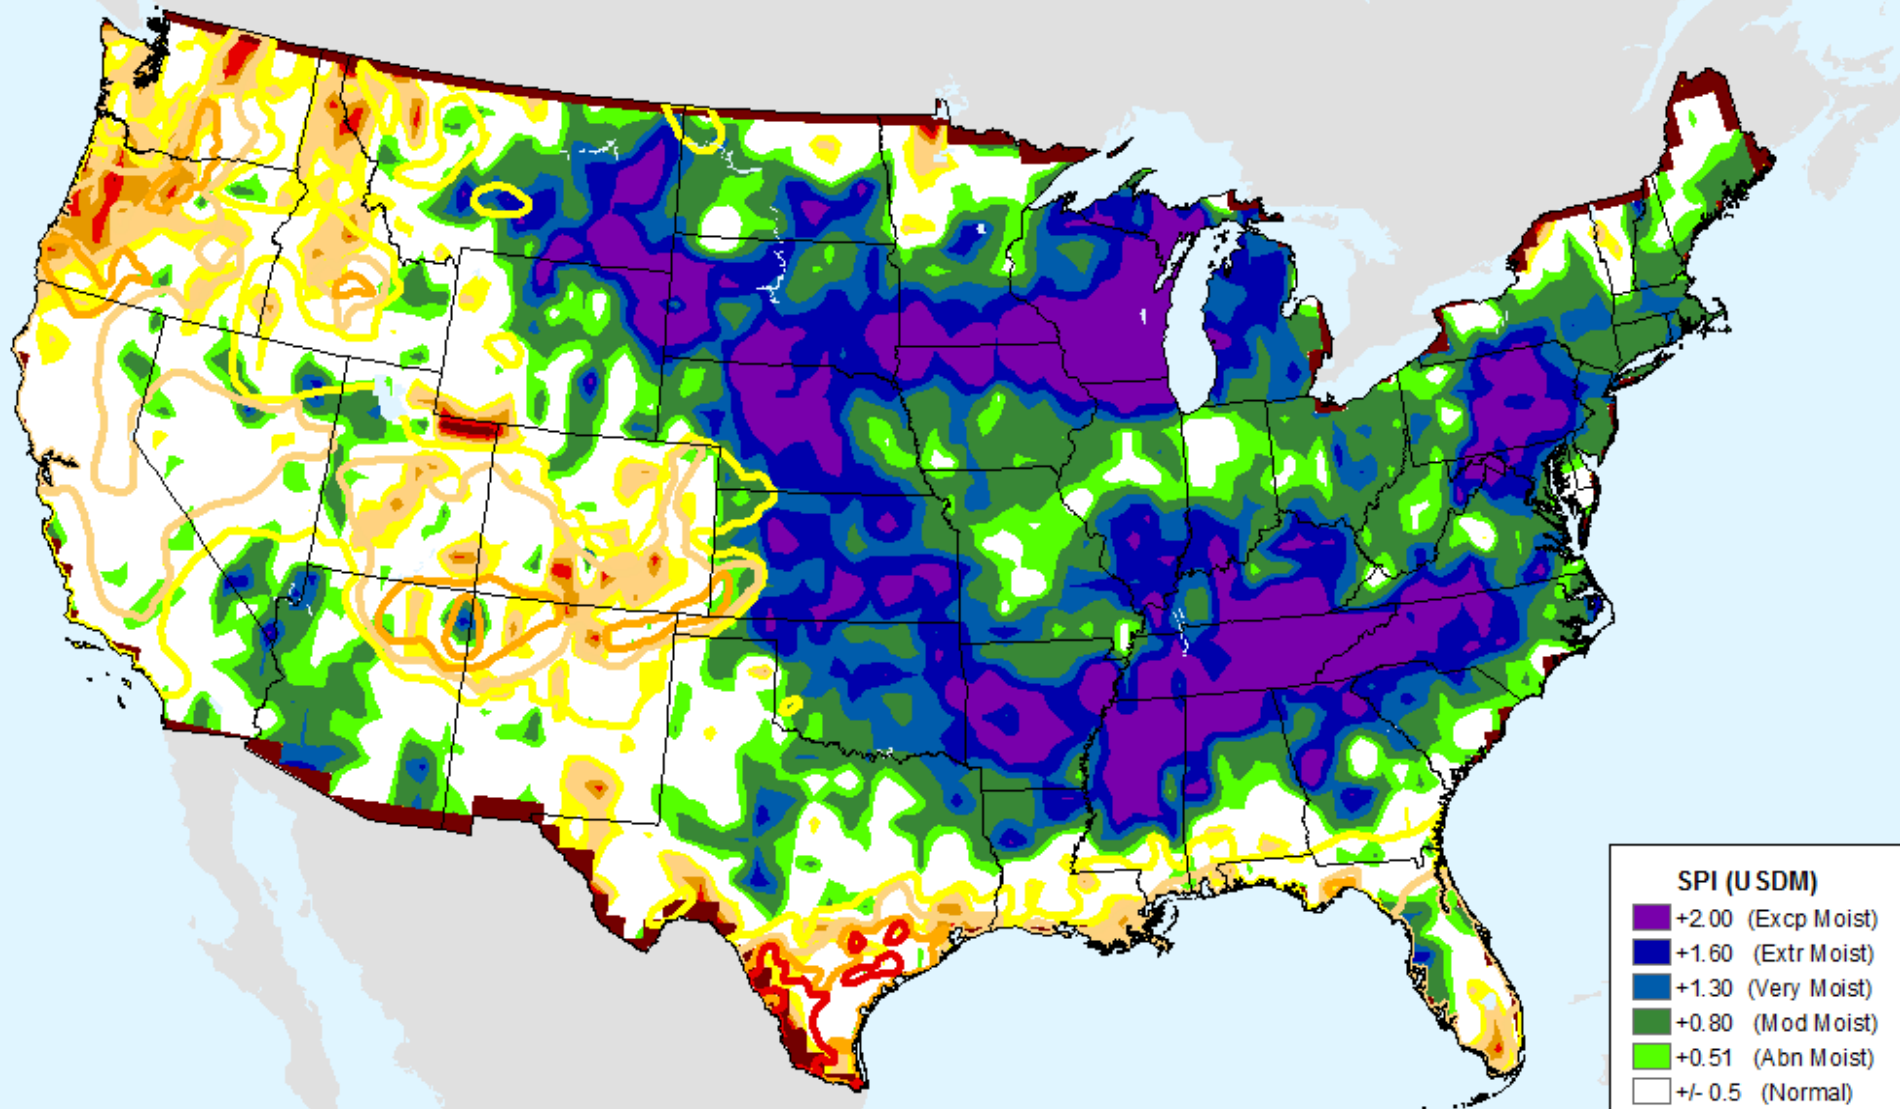 SPI (USDM)
+2.00 (Excp Moist)
+1.60 (Extr Moist)
+1.30 (Very Moist)
+0.80 (Mod Moist)
+0.51 (Abn Moist)
+/- 0.5 (Normal)